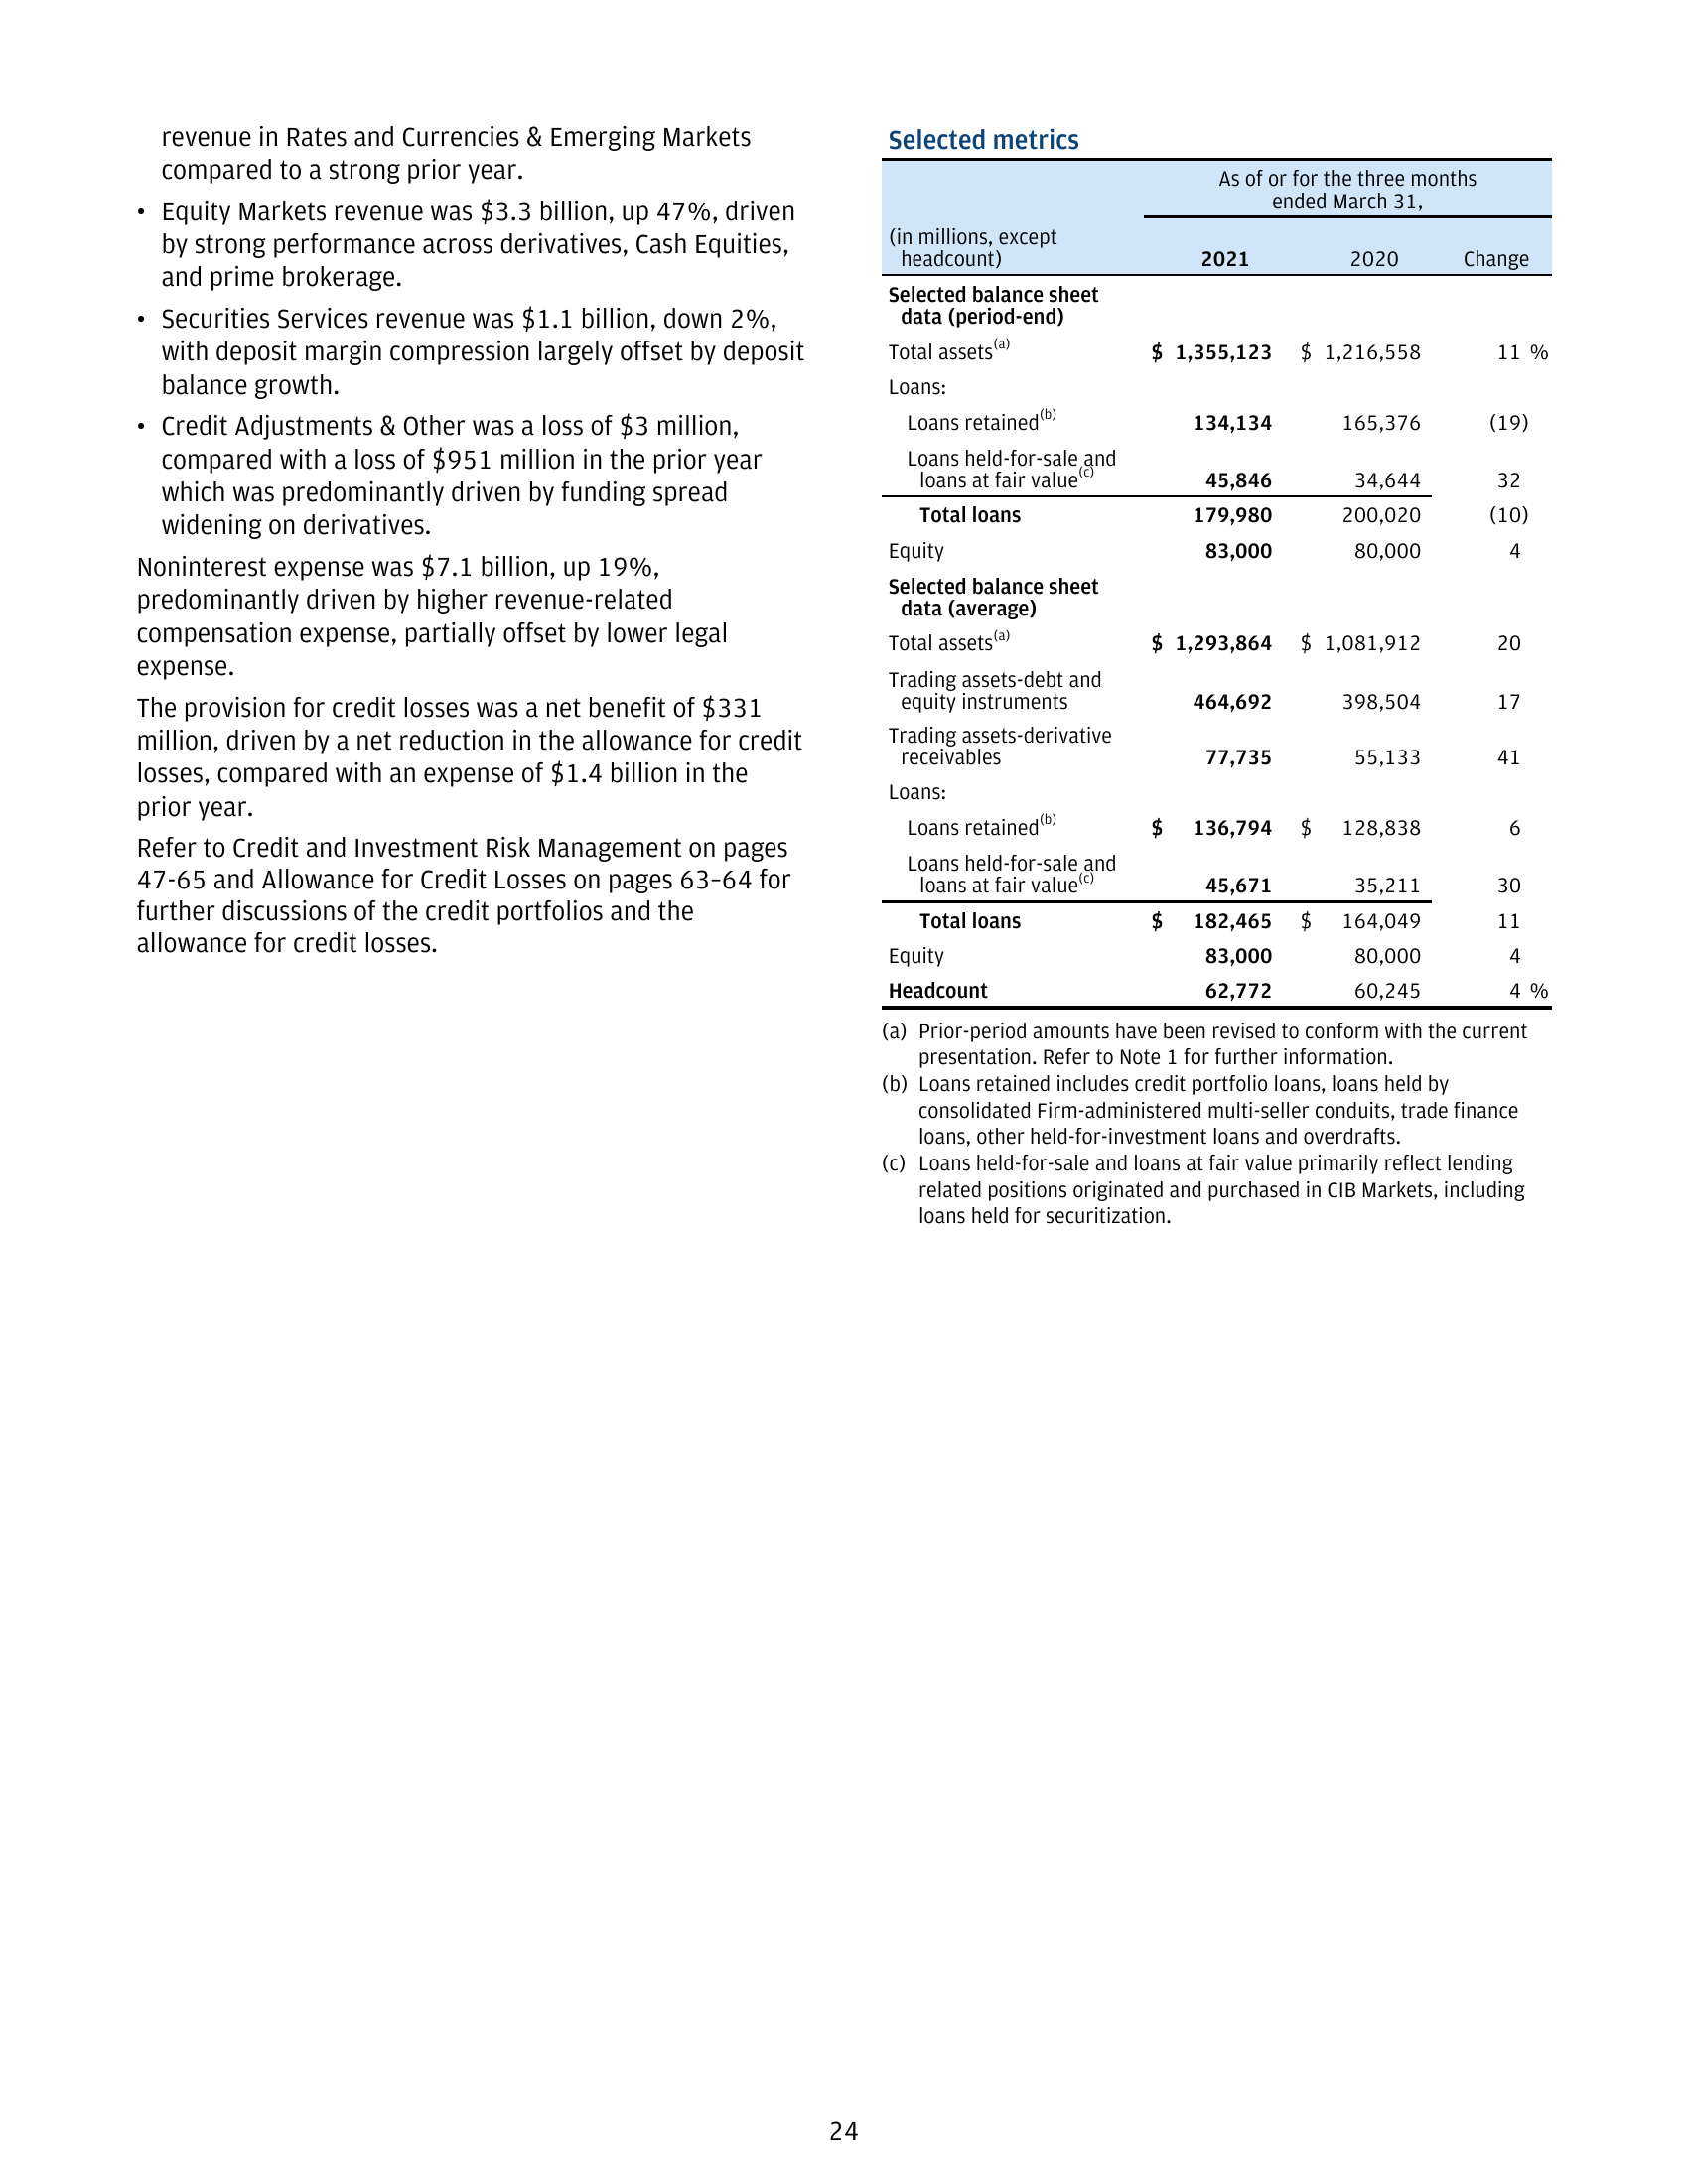 revenue in Rates and Currencies & Emerging Markets
compared to a strong prior year.
• Equity Markets revenue was $3.3 billion, up 47%, driven
by strong performance across derivatives, Cash Equities,
and prime brokerage.
• Securities Services revenue was $1.1 billion, down 2%,
with deposit margin compression largely offset by deposit
balance growth.
• Credit Adjustments & Other was a loss of $3 million,
compared with a loss of $951 million in the prior year
which was predominantly driven by funding spread
widening on derivatives.
Noninterest expense was $7.1 billion, up 19%,
predominantly driven by higher revenue-related
compensation expense, partially offset by lower legal
expense.
The provision for credit losses was a net benefit of $331
million, driven by a net reduction in the allowance for credit
losses, compared with an expense of $1.4 billion in the
prior year.
Refer to Credit and Investment Risk Management on pages
47-65 and Allowance for Credit Losses on pages 63–64 for
further discussions of the credit portfolios and the
allowance for credit losses.
Selected metrics
As of or for the three months
ended March 31,
(in millions, except
headcount) 2021 2020 Change
Selected balance sheet
data (period-end)
Total assets(a) $ 1,355,123 $ 1,216,558 11 %
Loans:
Loans retained(b) 134,134 165,376 (19)
Loans held-for-sale and
loans at fair value(c) 45,846 34,644 32
Total loans 179,980 200,020 (10)
Equity 83,000 80,000 4
Selected balance sheet
data (average)
Total assets(a) $ 1,293,864 $ 1,081,912 20
Trading assets-debt and
equity instruments 464,692 398,504 17
Trading assets-derivative
receivables 77,735 55,133 41
Loans:
Loans retained(b) $ 136,794 $ 128,838 6
Loans held-for-sale and
loans at fair value(c) 45,671 35,211 30
Total loans $ 182,465 $ 164,049 11
Equity 83,000 80,000 4
Headcount 62,772 60,245 4 %
(a) Prior-period amounts have been revised to conform with the current
presentation. Refer to Note 1 for further information.
(b) Loans retained includes credit portfolio loans, loans held by
consolidated Firm-administered multi-seller conduits, trade finance
loans, other held-for-investment loans and overdrafts.
(c) Loans held-for-sale and loans at fair value primarily reflect lending
related positions originated and purchased in CIB Markets, including
loans held for securitization.
24